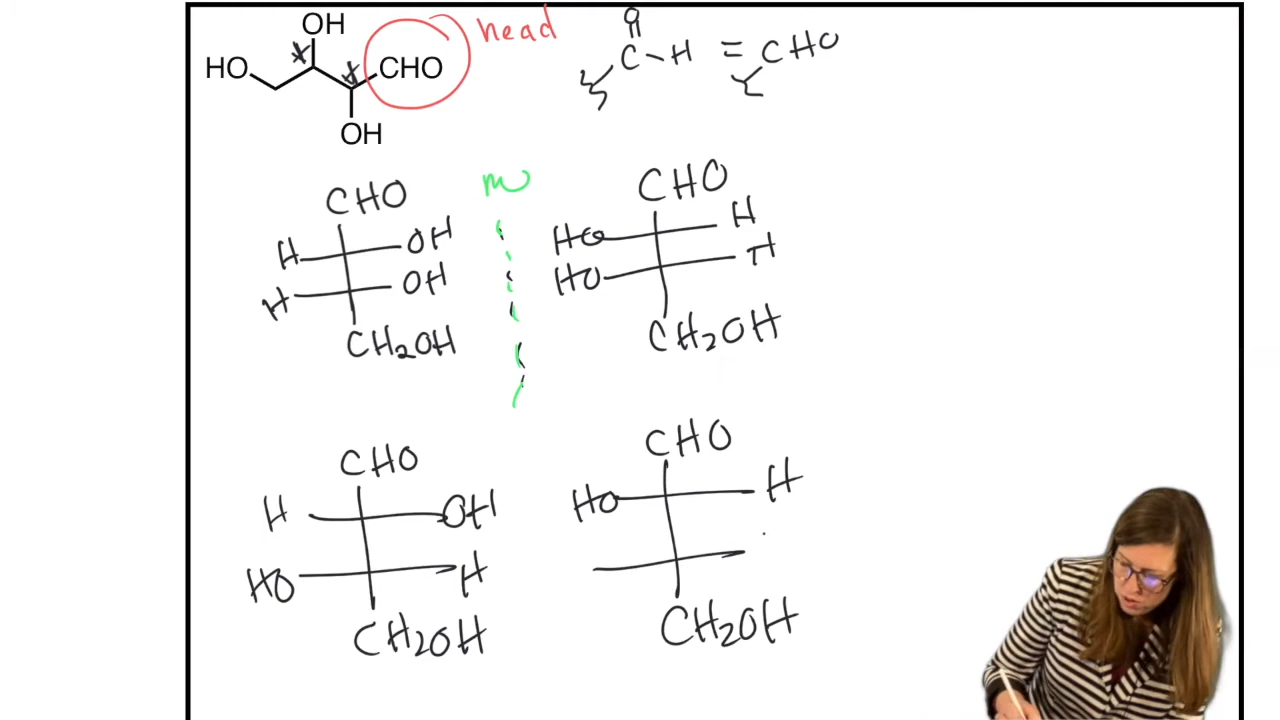 OH
HO CHO head
OH
O
C H = CHO
CHO m CHO
H OH HO H
H OH HO H
CH2OH CH2OH
CHO CHO
H OH HO H
HO H
CH2OH CH2OH